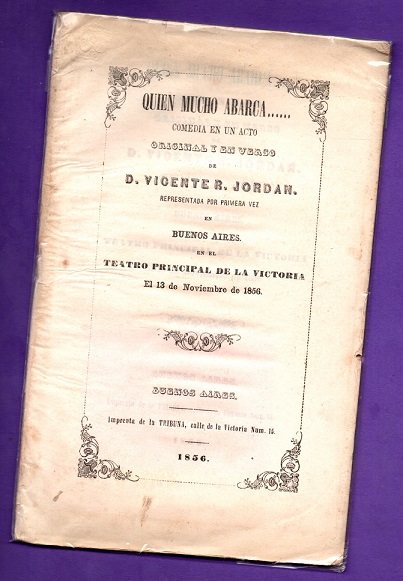 QUIEN MUCHO ABARCA......
COMEDIA EN UN ACTO
ORIGINAL Y EN VERSO
DE
D. VICENTE R. JORDAN.
REPRESENTADA POR PRIMERA VEZ
EN
BUENOS AIRES.
EN EL
TEATRO PRINCIPAL DE LA VICTORIA
El 13 de Noviembre de 1856.
BUENOS AIRES.
Imprenta de la TRIBUNA, calle de la Victoria Num.
1856.